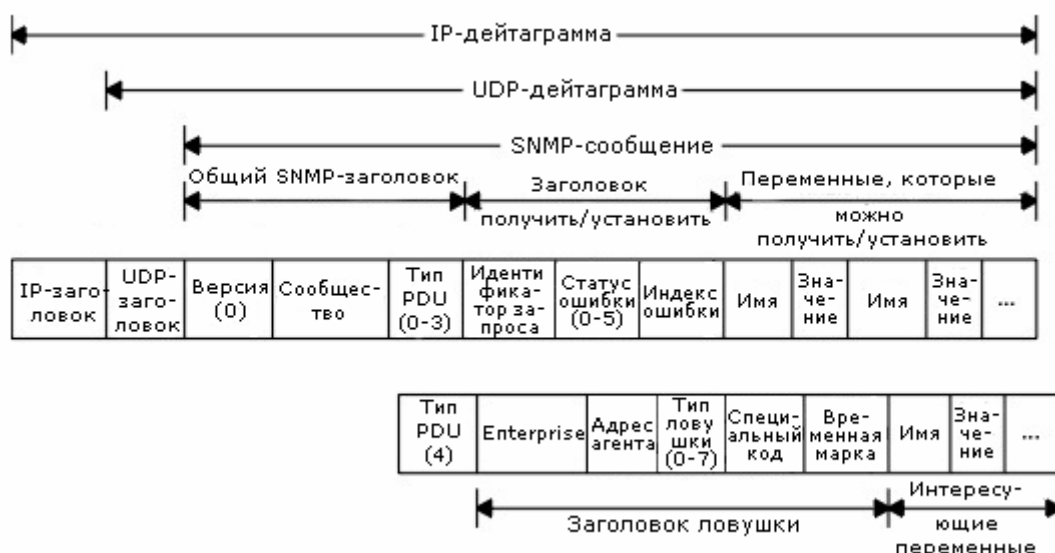 IP-дейтаграмма
UDP-дейтаграмма
SNMP-сообщение
Общий SNMP-заголовок
Заголовок
получить/установить
Переменные, которые
можно
получить/установить
IP-заго-
ловок
UDP-
заго-
ловок
Версия
(0)
Сообщес-
тво
Тип
PDU
(0-3)
Иденти
фика-
тор за-
проса
Статус
ошибки
(0-5)
Индекс
ошибки
Имя
Зна-
че-
ние
Имя
Зна-
че-
ние
...
Тип
PDU
(4)
Enterprise
Адрес
агента
Тип
лову
шки
(0-7)
Специ-
альный
код
Вре-
менная
марка
Имя
Зна-
че-
ние
...
Заголовок ловушки
Интересу-
ющие
переменные